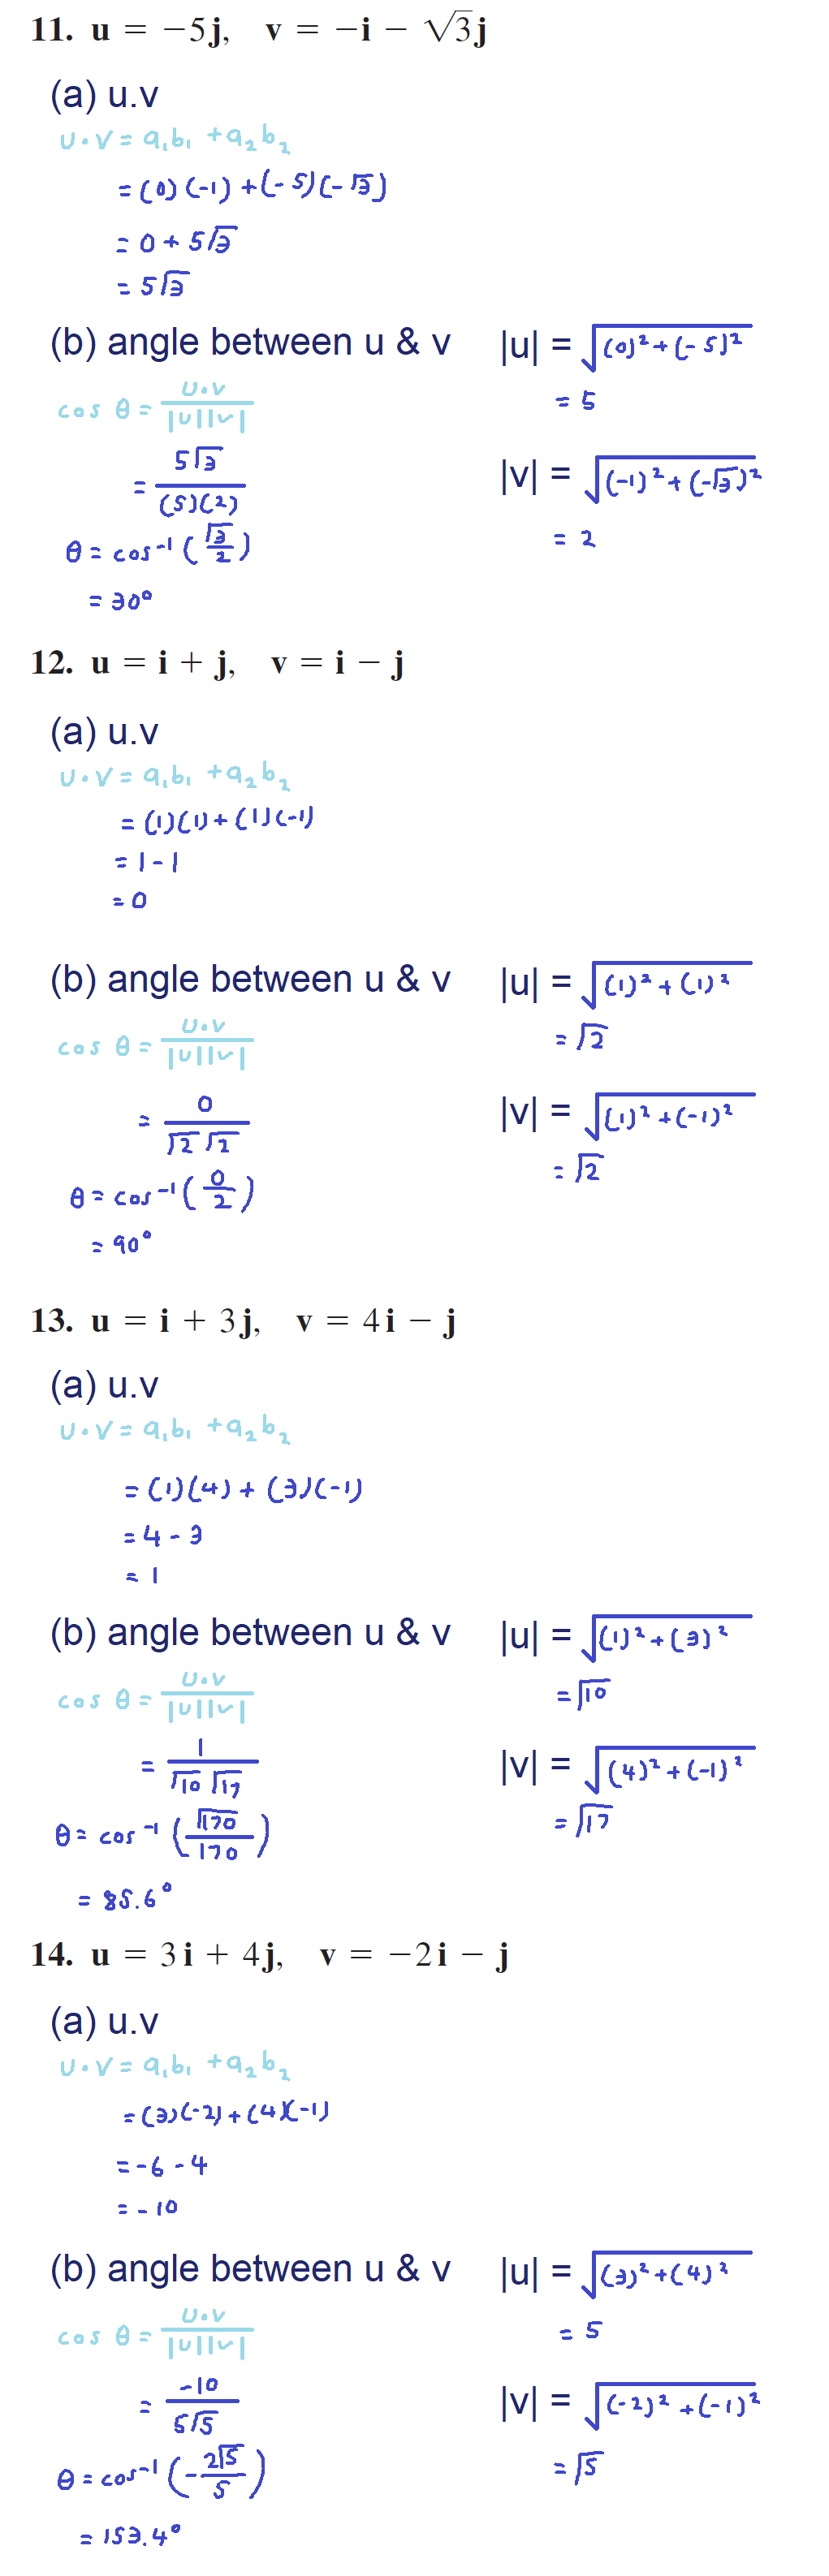 11. u = −5j, v = −i − √3j
(a) u.v
u·v = a₁b₁ + a₂b₂
= (0)(-1) + (-5)(-√3)
= 0 + 5√3
= 5√3
(b) angle between u & v |u| = √(0)² + (-5)²
cos θ = u·v / |u||v|
= 5
= 5√3 / (5)(2)
|v| = √(-1)² + (-√3)²
θ = cos⁻¹ (√3/2)
= 2
= 30°
12. u = i + j, v = i − j
(a) u.v
u·v = a₁b₁ + a₂b₂
= (1)(1) + (1)(-1)
= 1 - 1
= 0
(b) angle between u & v |u| = √(1)² + (1)²
cos θ = u·v / |u||v|
= √2
= 0 / √2 √2
|v| = √(1)² + (-1)²
= √2
θ = cos⁻¹ (0/2)
= 90°
13. u = i + 3j, v = 4i − j
(a) u.v
u·v = a₁b₁ + a₂b₂
= (1)(4) + (3)(-1)
= 4 - 3
= 1
(b) angle between u & v |u| = √(1)² + (3)²
cos θ = u·v / |u||v|
= √10
= 1 / √10 √17
|v| = √(4)² + (-1)²
= √17
θ = cos⁻¹ (√170/170)
= 85.6°
14. u = 3i + 4j, v = −2i − j
(a) u.v
u·v = a₁b₁ + a₂b₂
= (3)(-2) + (4)(-1)
= -6 - 4
= -10
(b) angle between u & v |u| = √(3)² + (4)²
cos θ = u·v / |u||v|
= 5
= -10 / 5√5
|v| = √(-2)² + (-1)²
θ = cos⁻¹ (-2√5/5)
= √5
= 153.4°